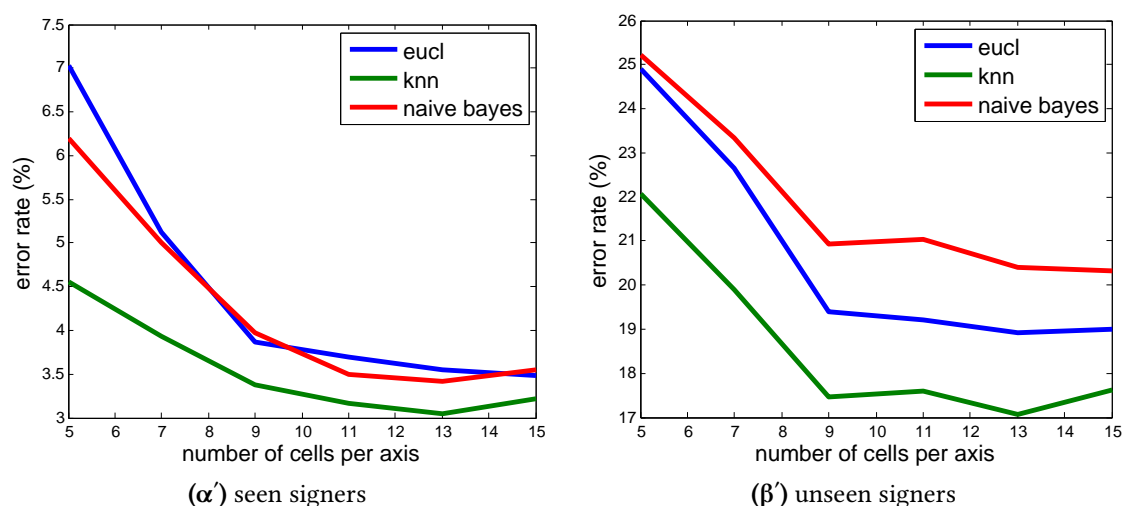 7.5
7
6.5
6
5.5
5
4.5
4
3.5
3
error rate (%)
eucl
knn
naive bayes
5 6 7 8 9 10 11 12 13 14 15
number of cells per axis
(α′) seen signers
26
25
24
23
22
21
20
19
18
17
error rate (%)
eucl
knn
naive bayes
5 6 7 8 9 10 11 12 13 14 15
number of cells per axis
(β′) unseen signers